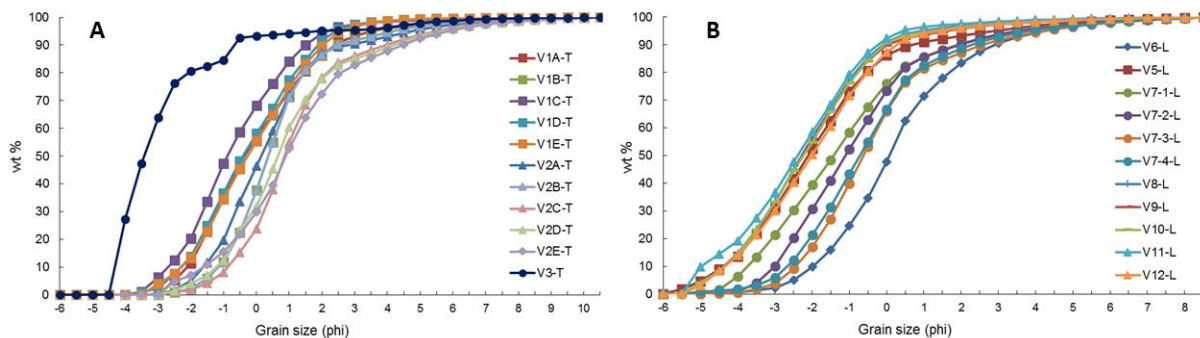 A
wt %
100
90
80
70
60
50
40
30
20
10
0
-6 -5 -4 -3 -2 -1 0 1 2 3 4 5 6 7 8 9 10
Grain size (phi)
V1A-T
V1B-T
V1C-T
V1D-T
V1E-T
V2A-T
V2B-T
V2C-T
V2D-T
V2E-T
V3-T
B
wt %
100
90
80
70
60
50
40
30
20
10
0
-6 -5 -4 -3 -2 -1 0 1 2 3 4 5 6 7 8
Grain size (phi)
V6-L
V5-L
V7-1-L
V7-2-L
V7-3-L
V7-4-L
V8-L
V9-L
V10-L
V11-L
V12-L